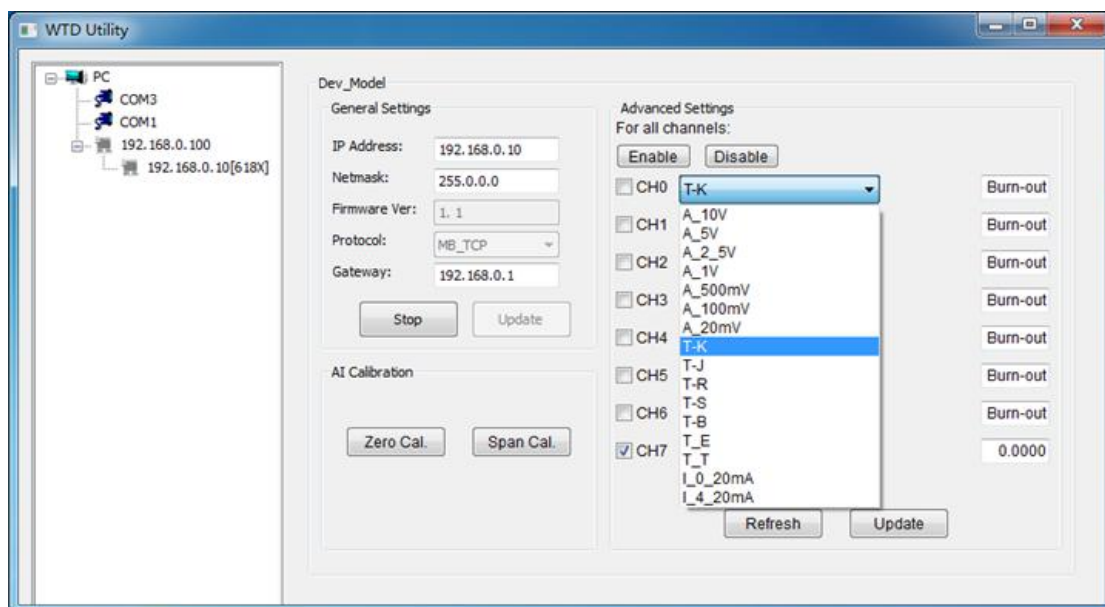 WTD Utility
PC
COM3
COM1
192.168.0.100
192.168.0.10[618X]
Dev_Model
General Settings
IP Address: 192.168.0.10
Netmask: 255.0.0.0
Firmware Ver: 1. 1
Protocol: MB_TCP
Gateway: 192.168.0.1
Stop Update
AI Calibration
Zero Cal. Span Cal.
Advanced Settings
For all channels:
Enable Disable
CH0 T-K Burn-out
CH1 Burn-out
CH2 Burn-out
CH3 Burn-out
CH4 Burn-out
CH5 Burn-out
CH6 Burn-out
CH7 0.0000
A_10V
A_5V
A_2_5V
A_1V
A_500mV
A_100mV
A_20mV
T-K
T-J
T-R
T-S
T-B
T_E
T_T
I_0_20mA
I_4_20mA
Refresh Update